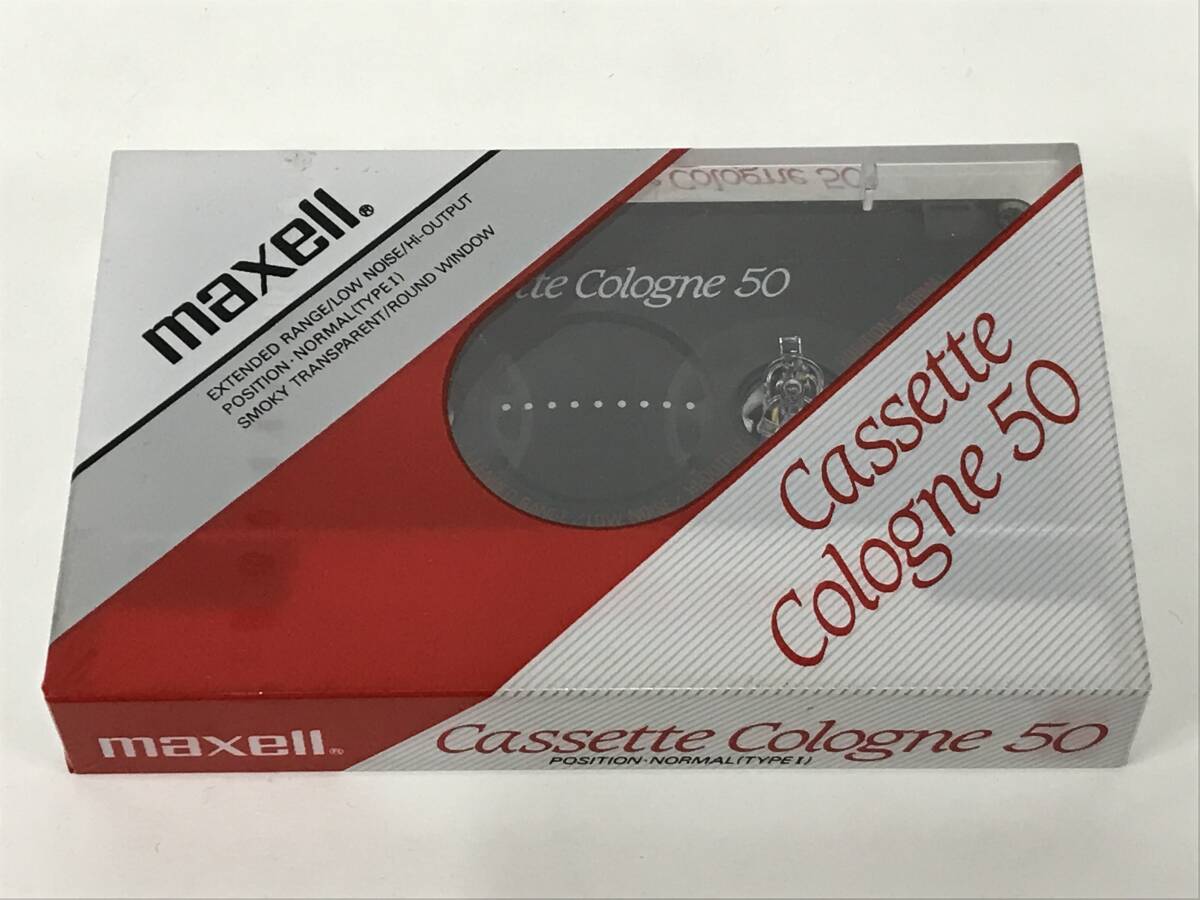 maxell®
EXTENDED RANGE/LOW NOISE/HI-OUTPUT
POSITION·NORMAL(TYPE I)
SMOKY TRANSPARENT/ROUND WINDOW
Cologne 50
tte Cologne 50
Cassette
Cologne 50
maxell®
Cassette Cologne 50
POSITION·NORMAL(TYPE I)